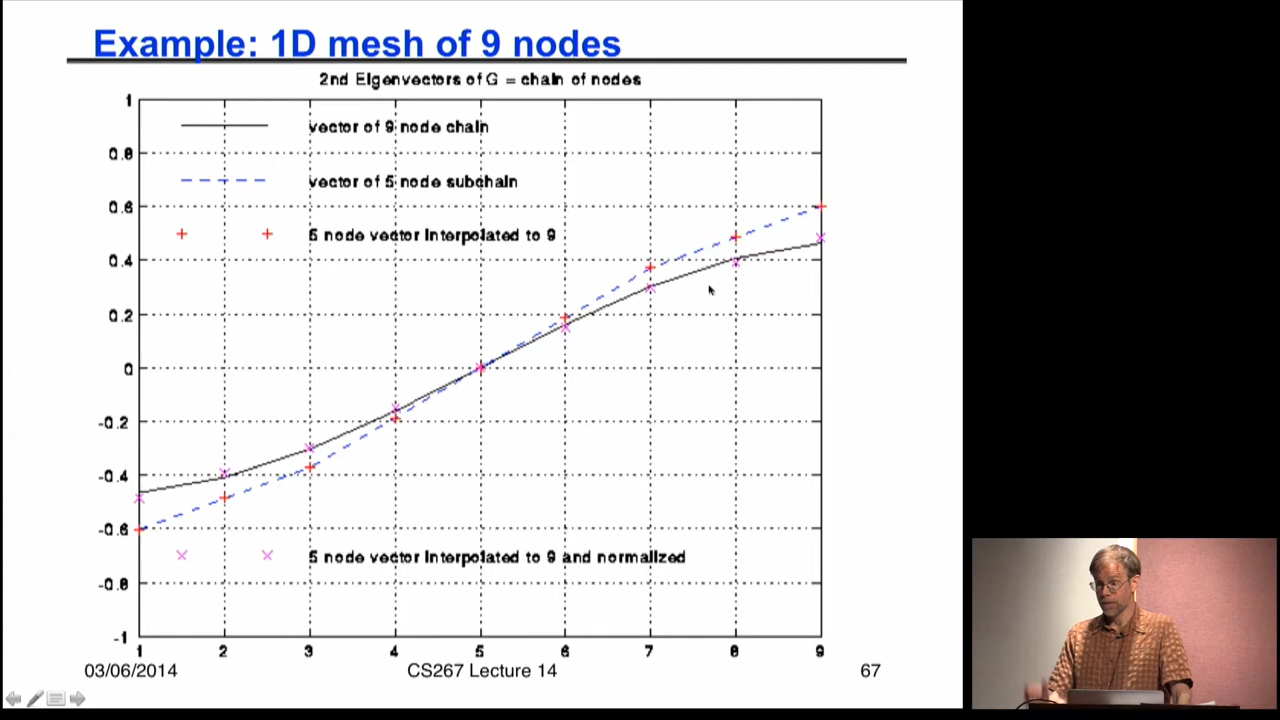 Example: 1D mesh of 9 nodes
2nd Eigenvectors of G = chain of nodes
1
0.8
0.6
0.4
0.2
0
-0.2
-0.4
-0.6
-0.8
-1
vector of 9 node chain
vector of 5 node subchain
5 node vector interpolated to 9
5 node vector interpolated to 9 and normalized
1 2 3 4 5 6 7 8 9
03/06/2014 CS267 Lecture 14 67